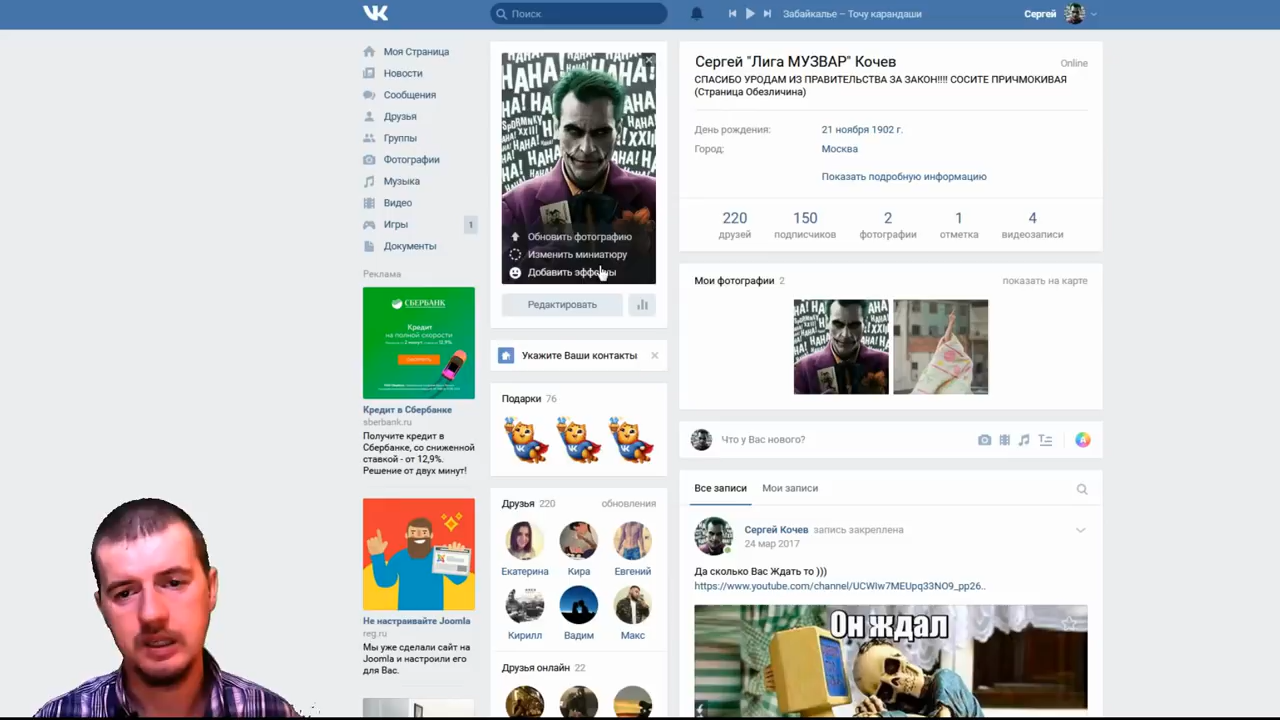 Поиск
Забайкалье – Точу карандаши
Сергей
Моя Страница
Новости
Сообщения
Друзья
Группы
Фотографии
Музыка
Видео
Игры
1
Документы
Реклама
СБЕРБАНК
Кредит
на полной скорости
Кредит в Сбербанке
sberbank.ru
Получите кредит в
Сбербанке, со сниженной
ставкой - от 12,9%.
Решение от двух минут!
Не настраивайте Joomla
reg.ru
Мы уже сделали сайт на
Joomla и настроили его
для Вас.
HAHA!
Обновить фотографию
Изменить миниатюру
Добавить эффекты
Редактировать
Укажите Ваши контакты
Подарки 76
Друзья 220
обновления
Екатерина
Кира
Евгений
Кирилл
Вадим
Макс
Друзья онлайн 22
Сергей "Лига МУЗВАР" Кочев
Online
СПАСИБО УРОДАМ ИЗ ПРАВИТЕЛЬСТВА ЗА ЗАКОН!!!! СОСИТЕ ПРИЧМОКИВАЯ
(Страница Обезличина)
День рождения:
21 ноября 1902 г.
Город:
Москва
Показать подробную информацию
220
друзей
150
подписчиков
2
фотографии
1
отметка
4
видеозаписи
Мои фотографии 2
показать на карте
Что у Вас нового?
Все записи
Мои записи
Сергей Кочев запись закреплена
24 мар 2017
Да сколько Вас Ждать то )))
https://www.youtube.com/channel/UCWIw7MEUpq33NO9_pp26..
Он ждал